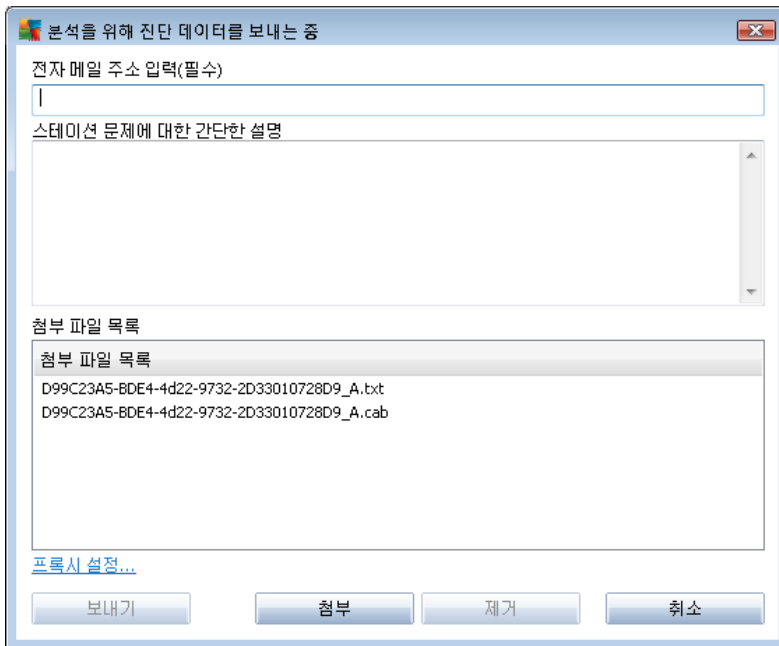 분석을 위해 진단 데이터를 보내는 중
전자 메일 주소 입력(필수)
스테이션 문제에 대한 간단한 설명
첨부 파일 목록
첨부 파일 목록
D99C23A5-BDE4-4d22-9732-2D33010728D9_A.txt
D99C23A5-BDE4-4d22-9732-2D33010728D9_A.cab
프록시 설정...
보내기 첨부 제거 취소